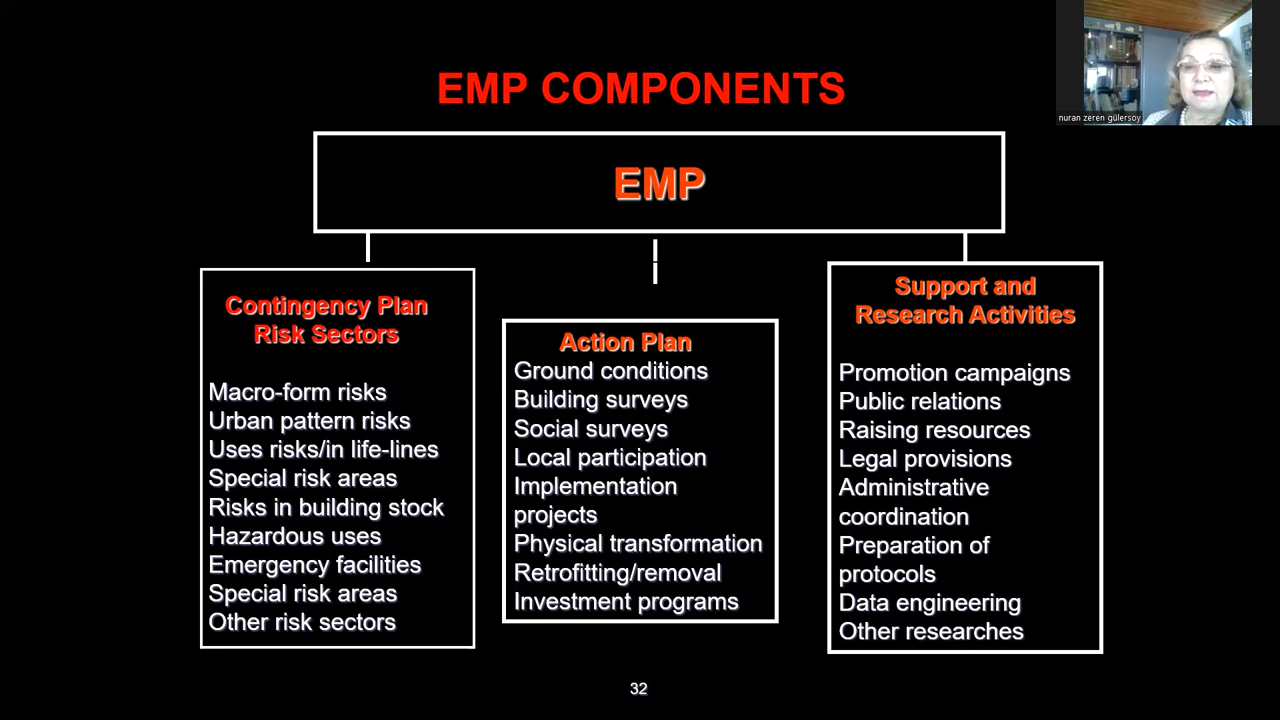 EMP COMPONENTS
nuran zeren gülersoy
EMP
Contingency Plan
Risk Sectors
Macro-form risks
Urban pattern risks
Uses risks/in life-lines
Special risk areas
Risks in building stock
Hazardous uses
Emergency facilities
Special risk areas
Other risk sectors
Action Plan
Ground conditions
Building surveys
Social surveys
Local participation
Implementation
projects
Physical transformation
Retrofitting/removal
Investment programs
Support and
Research Activities
Promotion campaigns
Public relations
Raising resources
Legal provisions
Administrative
coordination
Preparation of
protocols
Data engineering
Other researches
32